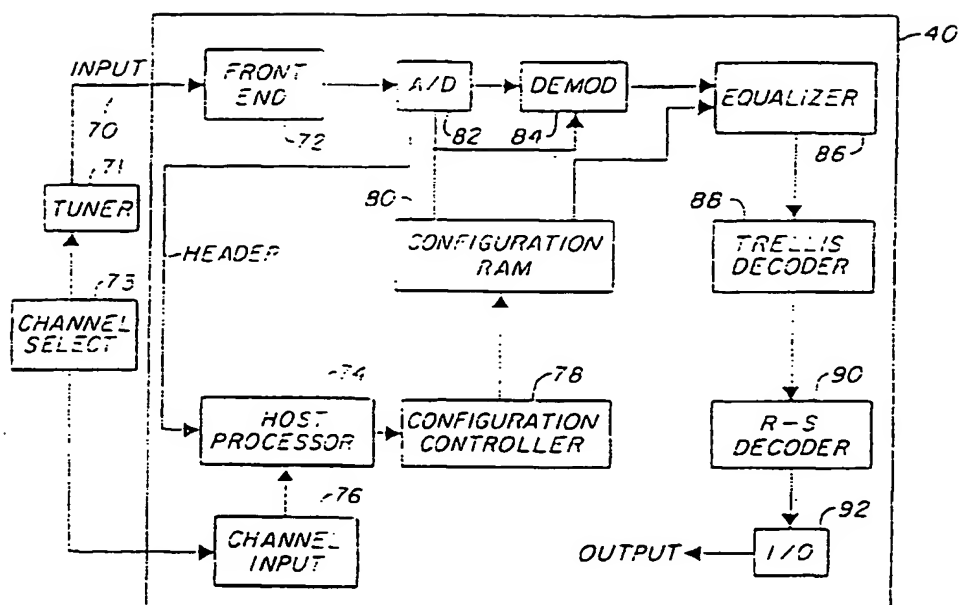 40
INPUT
FRONT
END
A/D
DEMOD
EQUALIZER
70
72
82
84
86
71
TUNER
80
86
HEADER
CONFIGURATION
RAM
TRELLIS
DECODER
73
CHANNEL
SELECT
74
78
90
HOST
PROCESSOR
CONFIGURATION
CONTROLLER
R-S
DECODER
76
92
CHANNEL
INPUT
OUTPUT
I/O